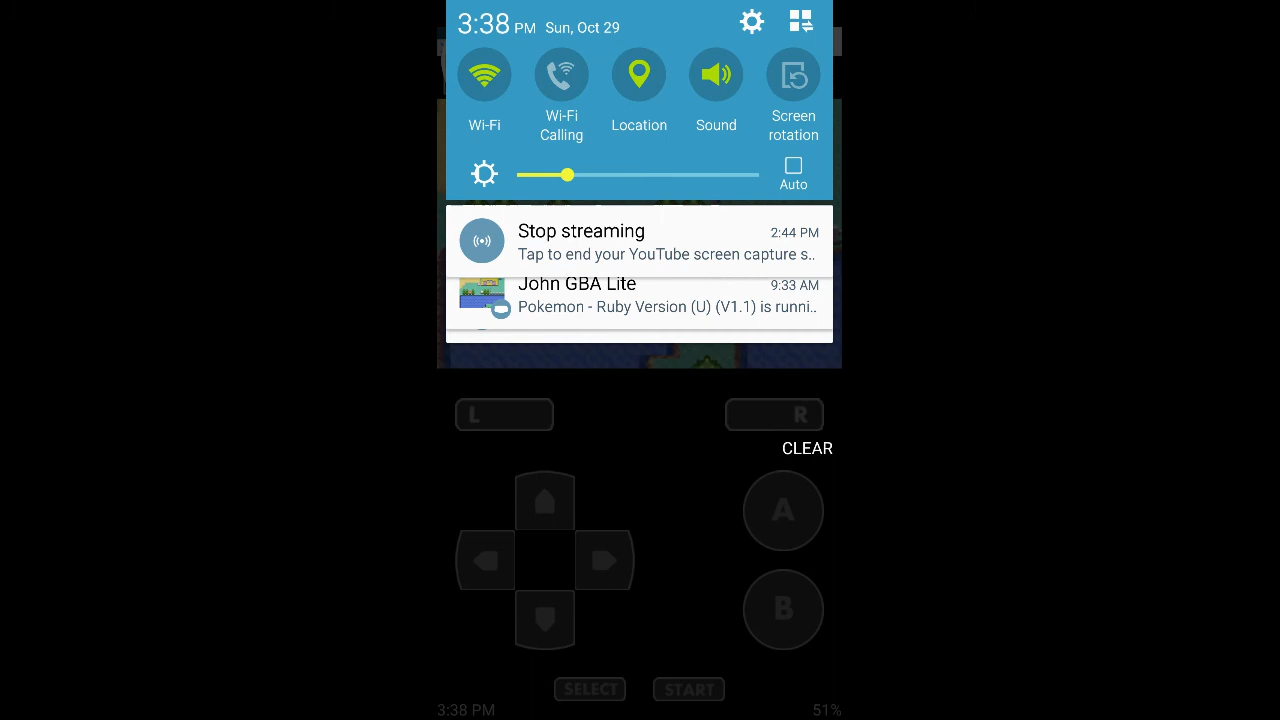 3:38 PM Sun, Oct 29
Wi-Fi
Wi-Fi
Calling
Location
Sound
Screen
rotation
Auto
Stop streaming 2:44 PM
Tap to end your YouTube screen capture s..
John GBA Lite 9:33 AM
Pokemon - Ruby Version (U) (V1.1) is runni..
L R
CLEAR
A
B
SELECT START
3:38 PM 51%